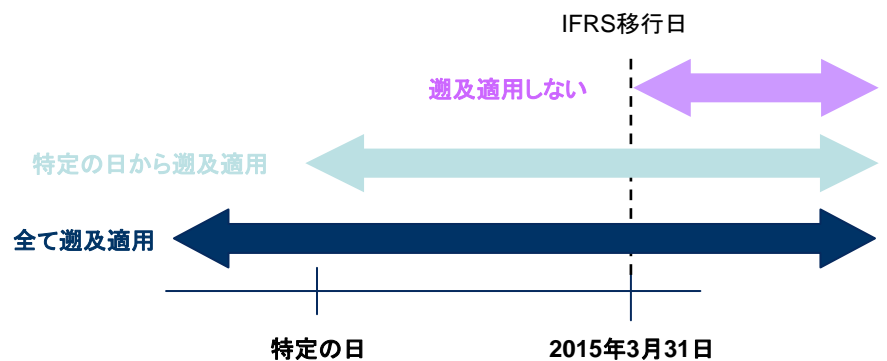 IFRS移行日
遡及適用しない
特定の日から遡及適用
全て遡及適用
特定の日
2015年3月31日